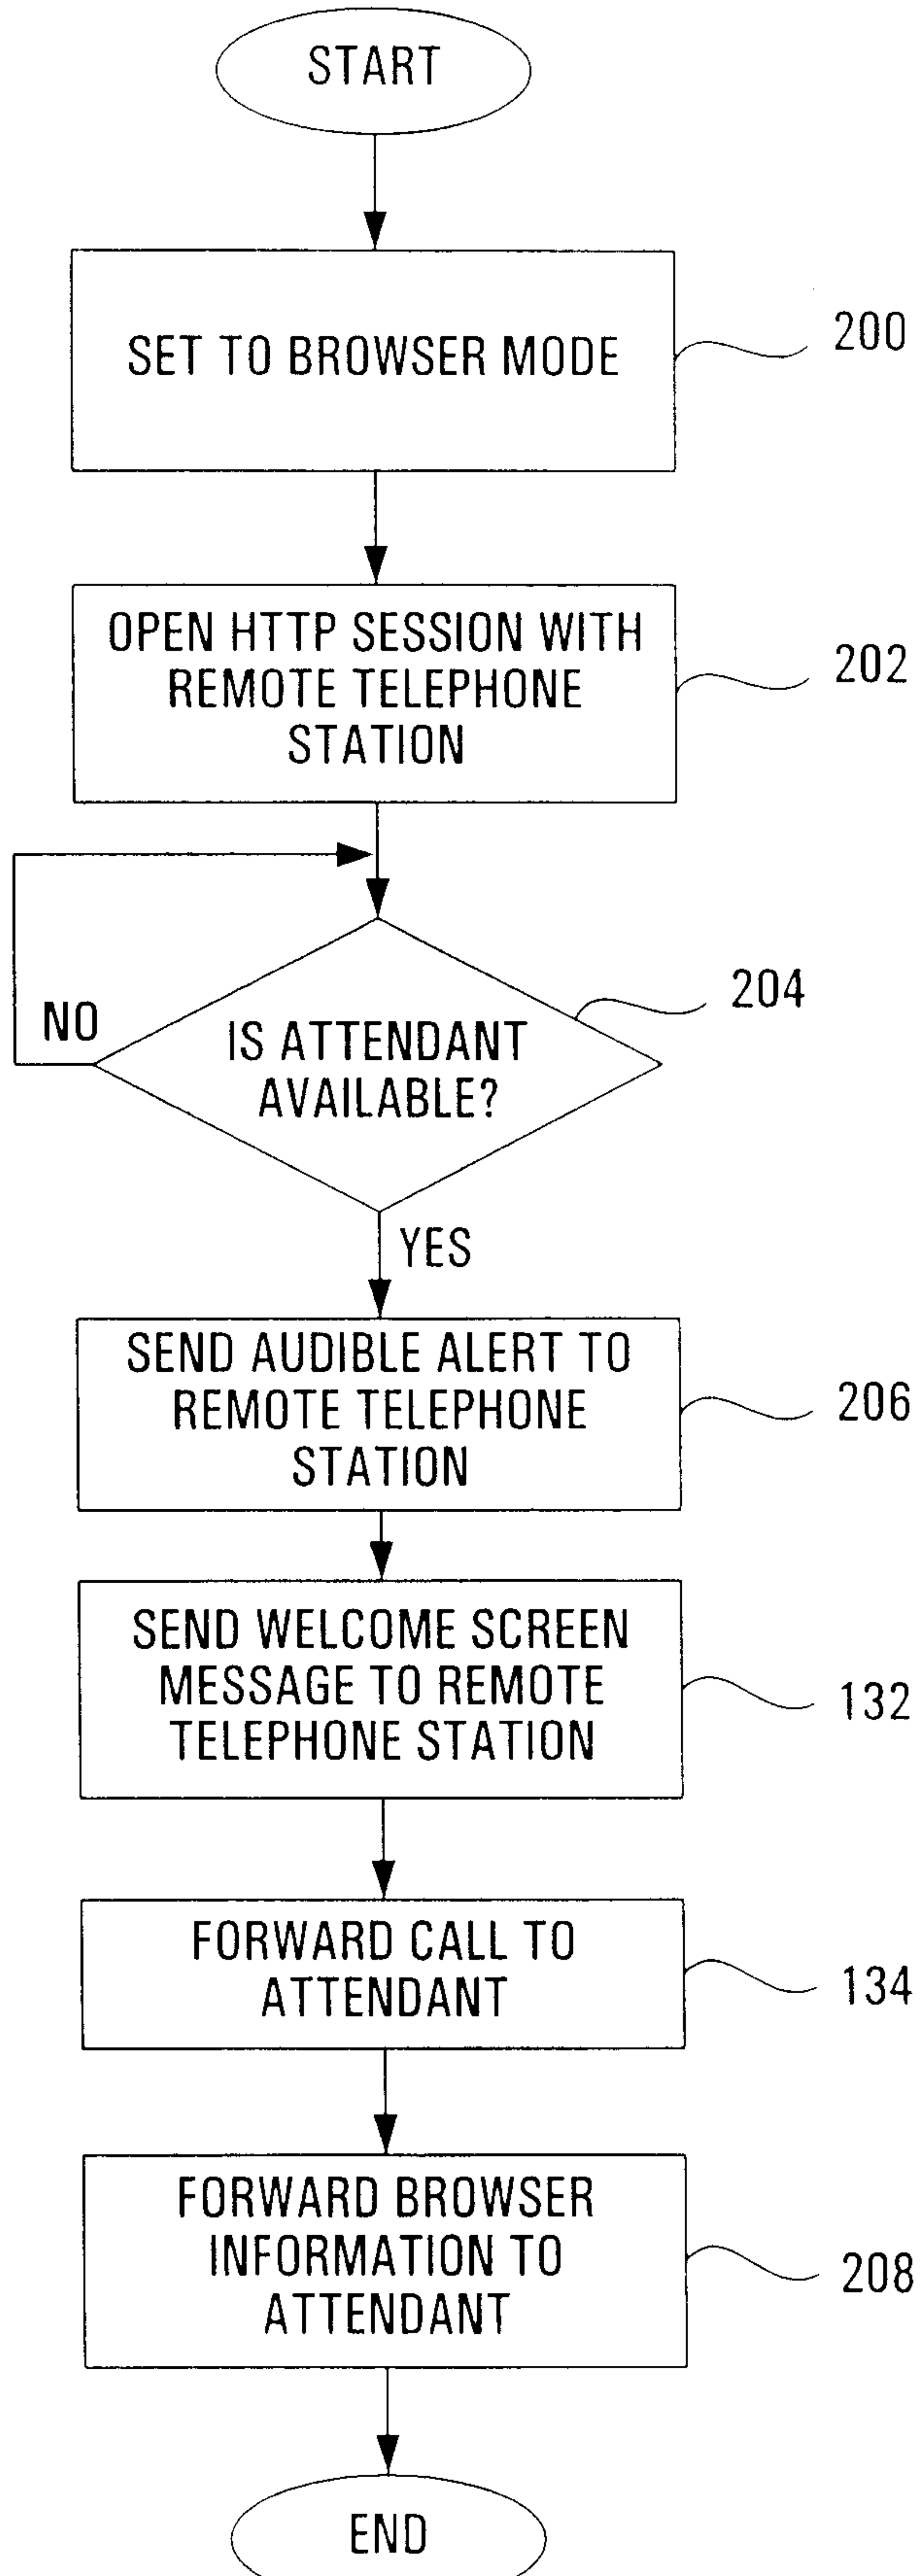 START
SET TO BROWSER MODE
200
OPEN HTTP SESSION WITH
REMOTE TELEPHONE
STATION
202
NO
IS ATTENDANT
AVAILABLE?
204
YES
SEND AUDIBLE ALERT TO
REMOTE TELEPHONE
STATION
206
SEND WELCOME SCREEN
MESSAGE TO REMOTE
TELEPHONE STATION
132
FORWARD CALL TO
ATTENDANT
134
FORWARD BROWSER
INFORMATION TO
ATTENDANT
208
END